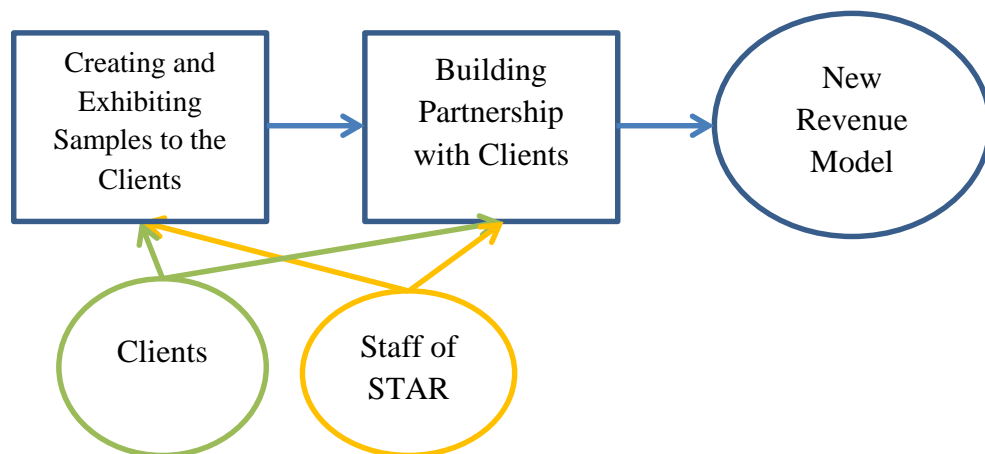 Creating and
Exhibiting
Samples to the
Clients
Building
Partnership
with Clients
New
Revenue
Model
Clients
Staff of
STAR